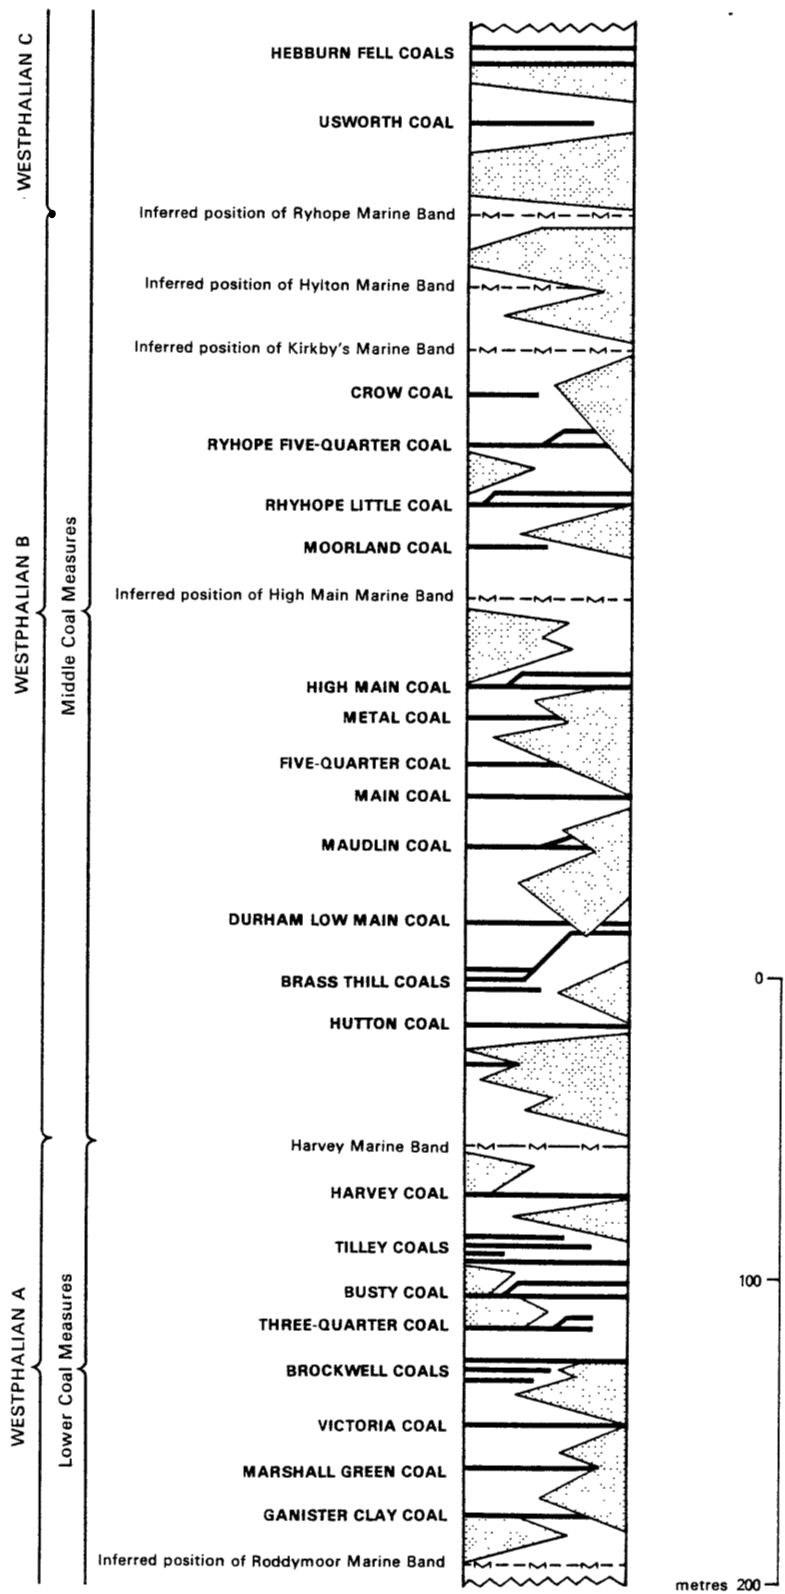 WESTPHALIAN C
WESTPHALIAN B
WESTPHALIAN A
Middle Coal Measures
Lower Coal Measures
HEBBURN FELL COALS
USWORTH COAL
Inferred position of Ryhope Marine Band
Inferred position of Hylton Marine Band
Inferred position of Kirkby's Marine Band
CROW COAL
RYHOPE FIVE-QUARTER COAL
RHYHOPE LITTLE COAL
MOORLAND COAL
Inferred position of High Main Marine Band
HIGH MAIN COAL
METAL COAL
FIVE-QUARTER COAL
MAIN COAL
MAUDLIN COAL
DURHAM LOW MAIN COAL
BRASS THILL COALS
HUTTON COAL
Harvey Marine Band
HARVEY COAL
TILLEY COALS
BUSTY COAL
THREE-QUARTER COAL
BROCKWELL COALS
VICTORIA COAL
MARSHALL GREEN COAL
GANISTER CLAY COAL
Inferred position of Roddymoor Marine Band
0
100
metres 200